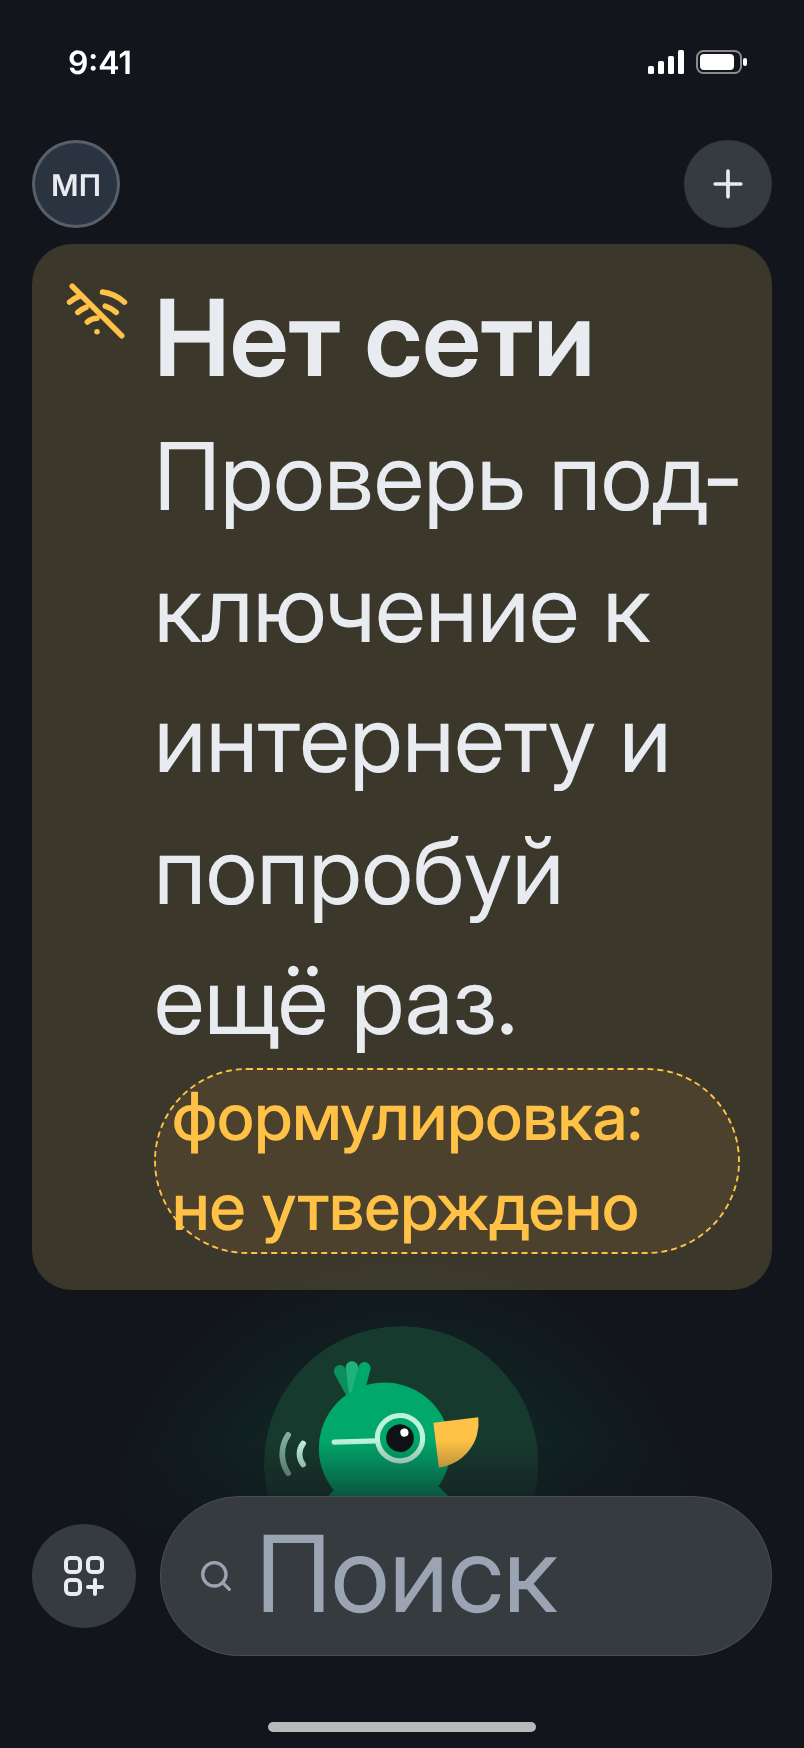 9:41
МП
Нет сети
Проверь под-
ключение к
интернету и
попробуй
ещё раз.
формулировка:
не утверждено
Поиск